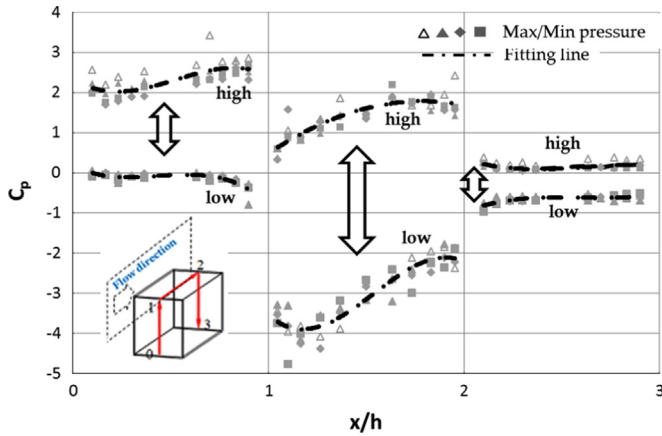 5
4
3
2
1
0
-1
-2
-3
-4
-5
Cp
0
1
2
3
x/h
Max/Min pressure
Fitting line
high
low
high
low
high
low
Flow direction
0
1
2
3